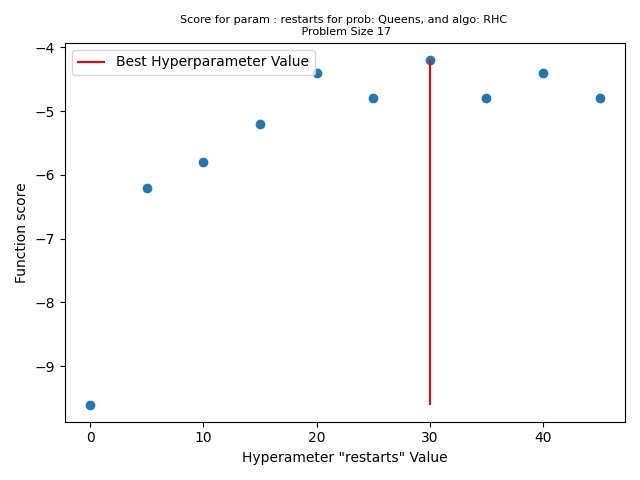 Score for param : restarts for prob: Queens, and algo: RHC
Problem Size 17
Best Hyperparameter Value
−4
−5
−6
−7
−8
−9
Function score
0 10 20 30 40
Hyperameter "restarts" Value